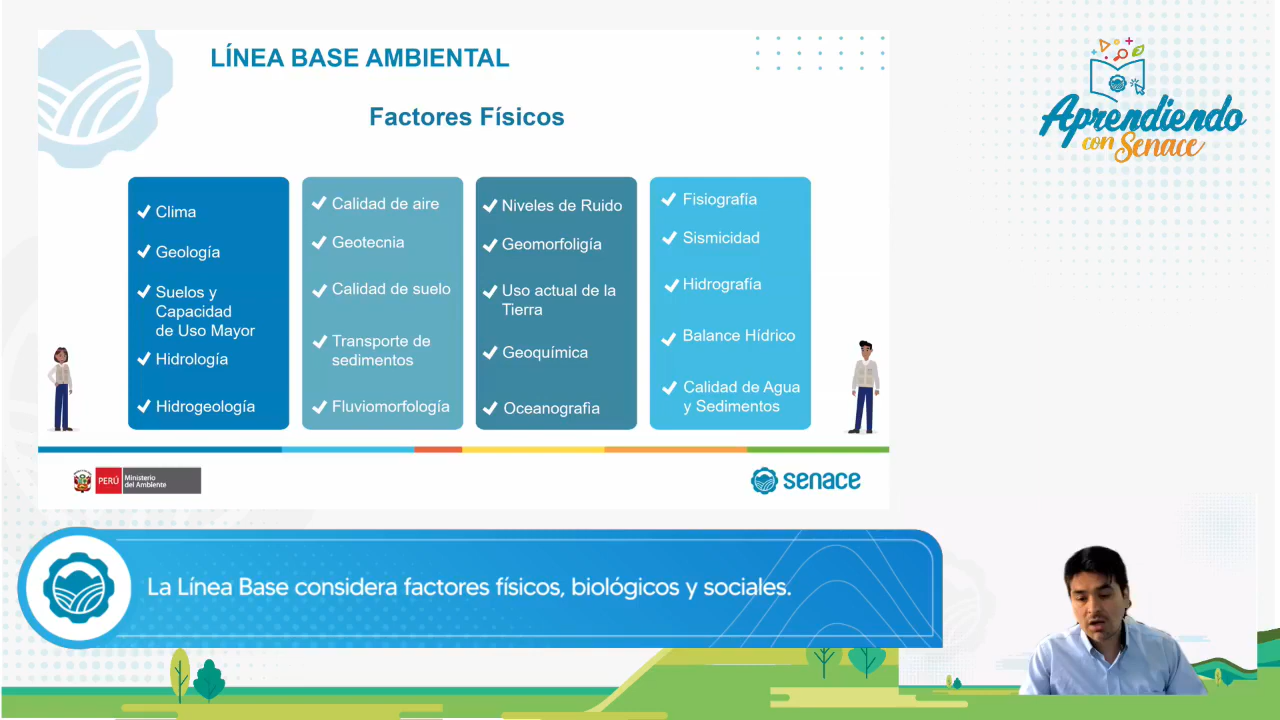 LÍNEA BASE AMBIENTAL
Factores Físicos
Clima
Geología
Suelos y
Capacidad
de Uso Mayor
Hidrología
Hidrogeología
Calidad de aire
Geotecnia
Calidad de suelo
Transporte de
sedimentos
Fluviomorfología
Niveles de Ruido
Geomorfoligía
Uso actual de la
Tierra
Geoquímica
Oceanografia
Fisiografía
Sismicidad
Hidrografía
Balance Hídrico
Calidad de Agua
y Sedimentos
PERÚ
Ministerio
del Ambiente
senace
Aprendiendo
con Senace
La Línea Base considera factores físicos, biológicos y sociales.